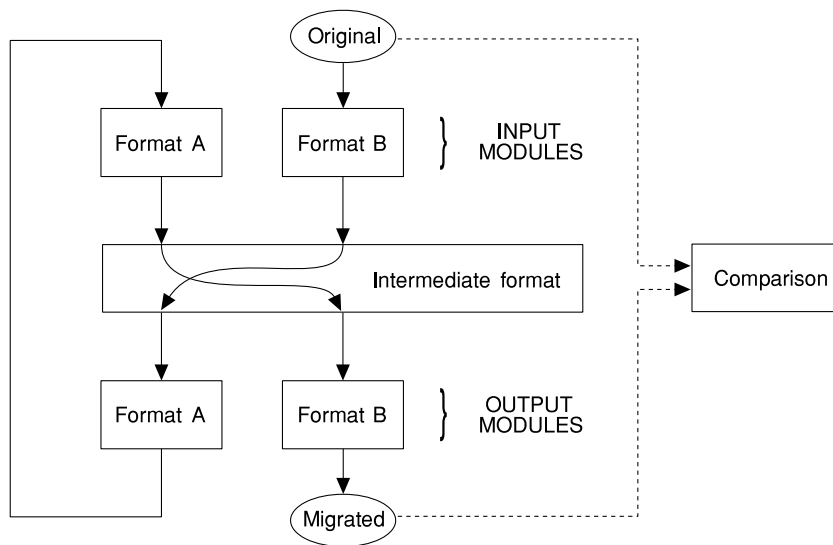 Original
Format A
Format B
} INPUT
MODULES
Intermediate format
Comparison
Format A
Format B
} OUTPUT
MODULES
Migrated